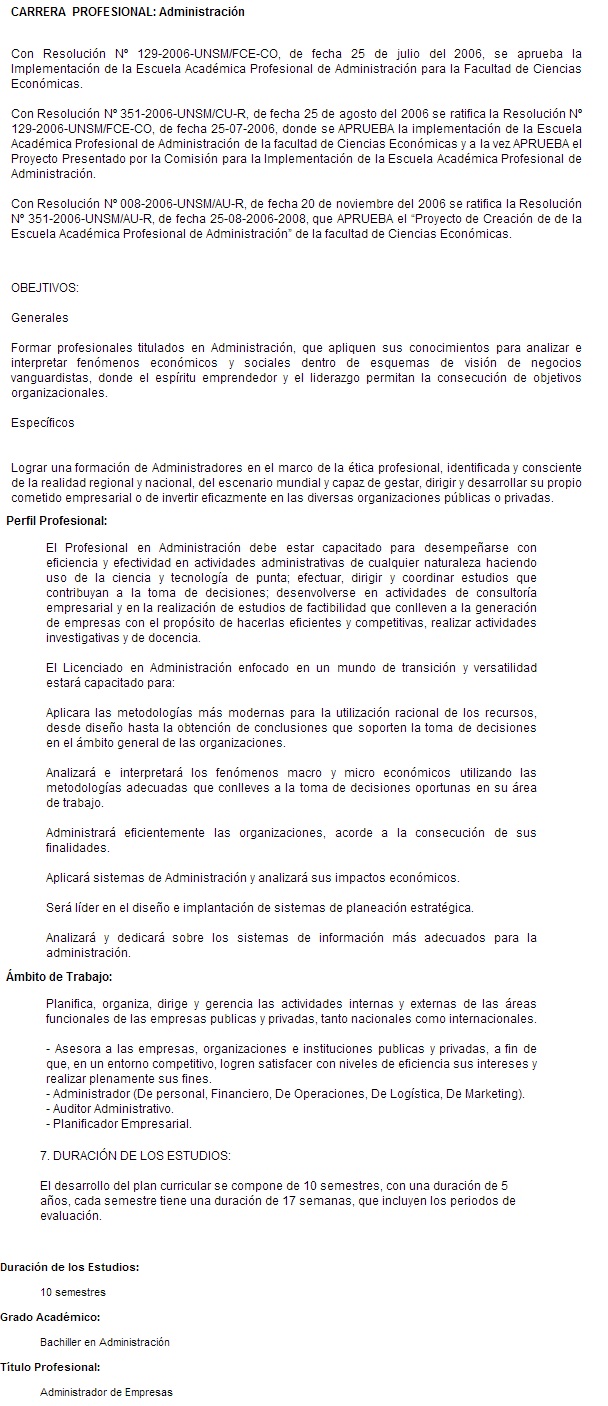 CARRERA PROFESIONAL: Administración
Con Resolución Nº 129-2006-UNSM/FCE-CO, de fecha 25 de julio del 2006, se aprueba la
Implementación de la Escuela Académica Profesional de Administración para la Facultad de Ciencias
Económicas.
Con Resolución Nº 351-2006-UNSM/CU-R, de fecha 25 de agosto del 2006 se ratifica la Resolución Nº
129-2006-UNSM/FCE-CO, de fecha 25-07-2006, donde se APRUEBA la implementación de la Escuela
Académica Profesional de Administración de la facultad de Ciencias Económicas y a la vez APRUEBA el
Proyecto Presentado por la Comisión para la Implementación de la Escuela Académica Profesional de
Administración.
Con Resolución Nº 008-2006-UNSM/AU-R, de fecha 20 de noviembre del 2006 se ratifica la Resolución
Nº 351-2006-UNSM/AU-R, de fecha 25-08-2006-2008, que APRUEBA el “Proyecto de Creación de de la
Escuela Académica Profesional de Administración” de la facultad de Ciencias Económicas.
OBEJTIVOS:
Generales
Formar profesionales titulados en Administración, que apliquen sus conocimientos para analizar e
interpretar fenómenos económicos y sociales dentro de esquemas de visión de negocios
vanguardistas, donde el espíritu emprendedor y el liderazgo permitan la consecución de objetivos
organizacionales.
Específicos
Lograr una formación de Administradores en el marco de la ética profesional, identificada y consciente
de la realidad regional y nacional, del escenario mundial y capaz de gestar, dirigir y desarrollar su propio
cometido empresarial o de invertir eficazmente en las diversas organizaciones públicas o privadas.
Perfil Profesional:
El Profesional en Administración debe estar capacitado para desempeñarse con
eficiencia y efectividad en actividades administrativas de cualquier naturaleza haciendo
uso de la ciencia y tecnología de punta; efectuar, dirigir y coordinar estudios que
contribuyan a la toma de decisiones; desenvolverse en actividades de consultoría
empresarial y en la realización de estudios de factibilidad que conlleven a la generación
de empresas con el propósito de hacerlas eficientes y competitivas, realizar actividades
investigativas y de docencia.
El Licenciado en Administración enfocado en un mundo de transición y versatilidad
estará capacitado para:
Aplicara las metodologías más modernas para la utilización racional de los recursos,
desde diseño hasta la obtención de conclusiones que soporten la toma de decisiones
en el ámbito general de las organizaciones.
Analizará e interpretará los fenómenos macro y micro económicos utilizando las
metodologías adecuadas que conlleves a la toma de decisiones oportunas en su área
de trabajo.
Administrará eficientemente las organizaciones, acorde a la consecución de sus
finalidades.
Aplicará sistemas de Administración y analizará sus impactos económicos.
Será líder en el diseño e implantación de sistemas de planeación estratégica.
Analizará y dedicará sobre los sistemas de información más adecuados para la
administración.
Ámbito de Trabajo:
Planifica, organiza, dirige y gerencia las actividades internas y externas de las áreas
funcionales de las empresas publicas y privadas, tanto nacionales como internacionales.
- Asesora a las empresas, organizaciones e instituciones publicas y privadas, a fin de
que, en un entorno competitivo, logren satisfacer con niveles de eficiencia sus intereses y
realizar plenamente sus fines.
- Administrador (De personal, Financiero, De Operaciones, De Logística, De Marketing).
- Auditor Administrativo.
- Planificador Empresarial.
7. DURACIÓN DE LOS ESTUDIOS:
El desarrollo del plan curricular se compone de 10 semestres, con una duración de 5
años, cada semestre tiene una duración de 17 semanas, que incluyen los periodos de
evaluación.
Duración de los Estudios:
10 semestres
Grado Académico:
Bachiller en Administración
Título Profesional:
Administrador de Empresas